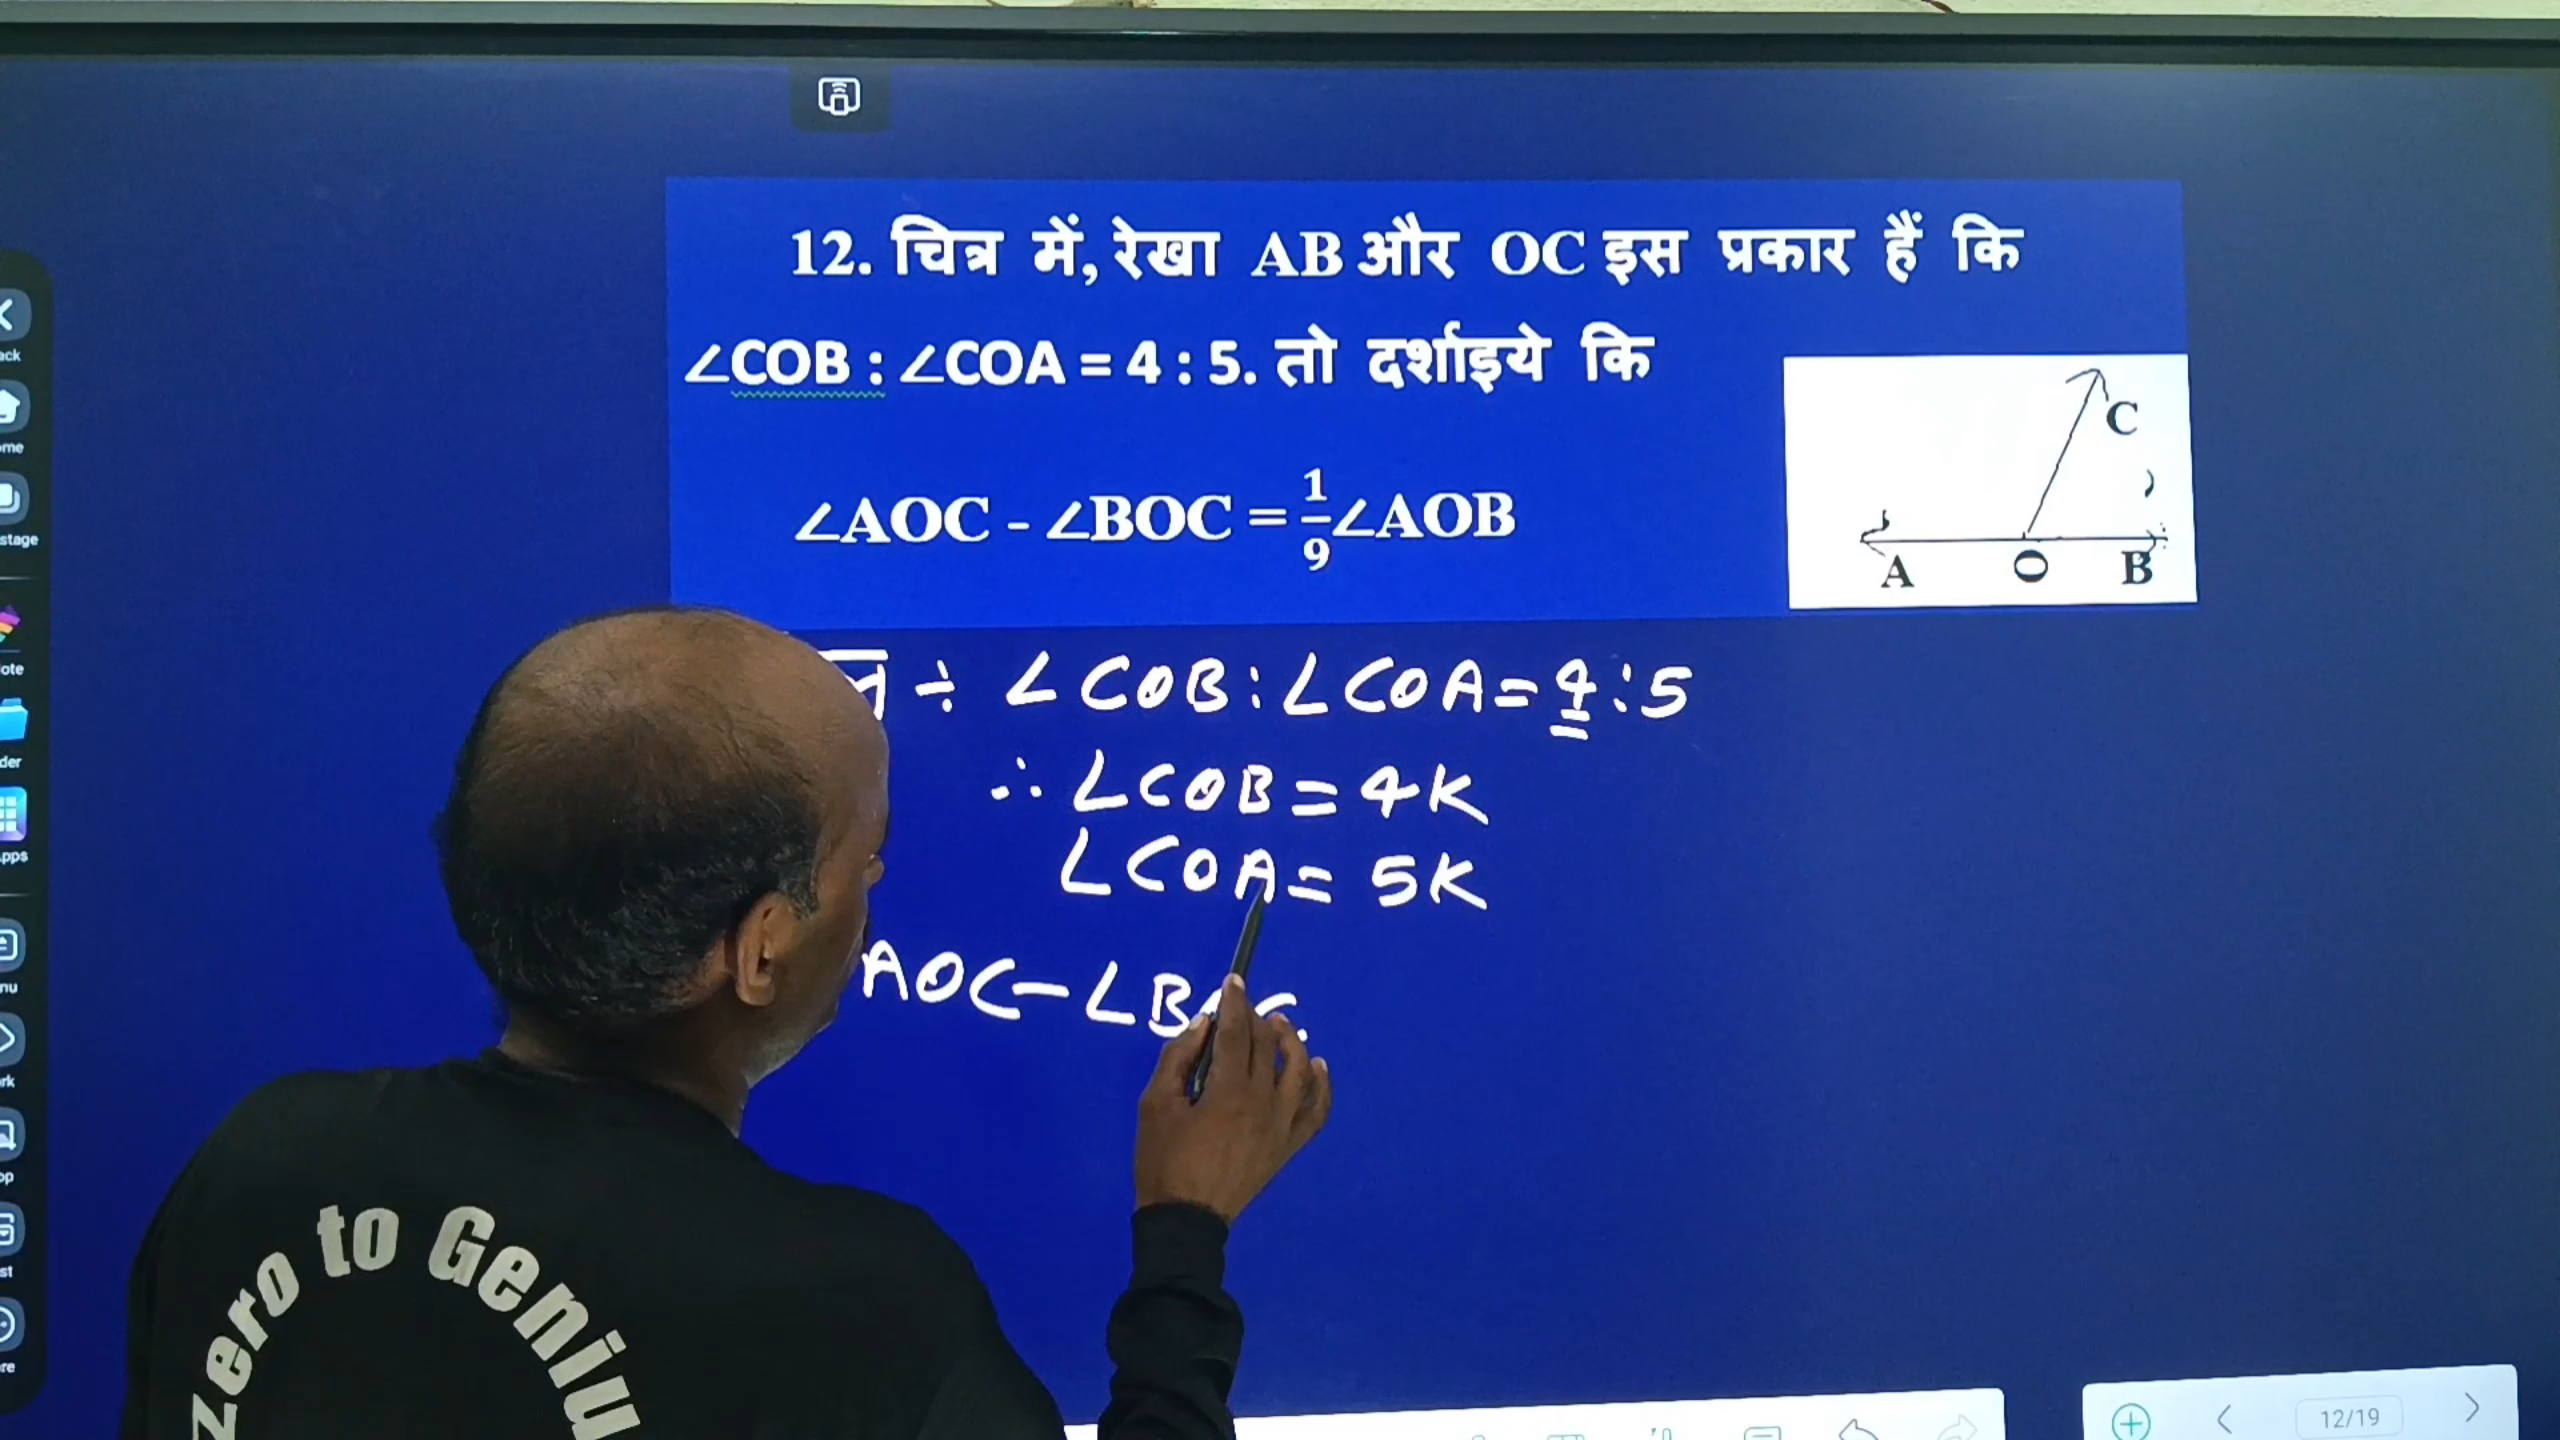 12. चित्र में, रेखा AB और OC इस प्रकार हैं कि
∠COB : ∠COA = 4 : 5. तो दर्शाइये कि
∠AOC - ∠BOC = 1/9 ∠AOB
C
A O B
÷ ∠COB : ∠COA = 4 : 5
∴ ∠COB = 4K
∠COA = 5K
AOC - ∠BOC
zero to Geniu
12/19